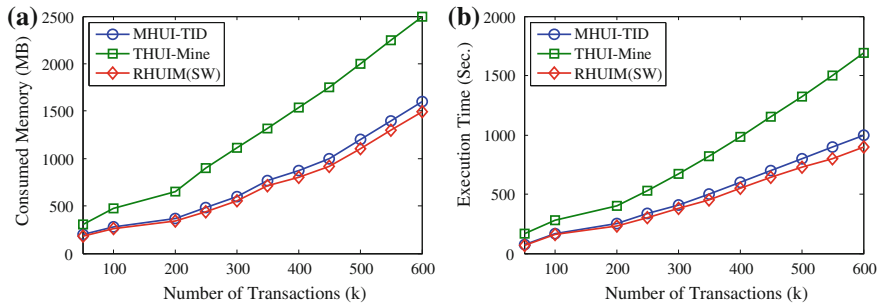 (a)
Consumed Memory (MB)
2500
2000
1500
1000
500
0
MHUI-TID
THUI-Mine
RHUIM(SW)
100 200 300 400 500 600
Number of Transactions (k)
(b)
Execution Time (Sec.)
2000
1500
1000
500
0
MHUI-TID
THUI-Mine
RHUIM(SW)
100 200 300 400 500 600
Number of Transactions (k)